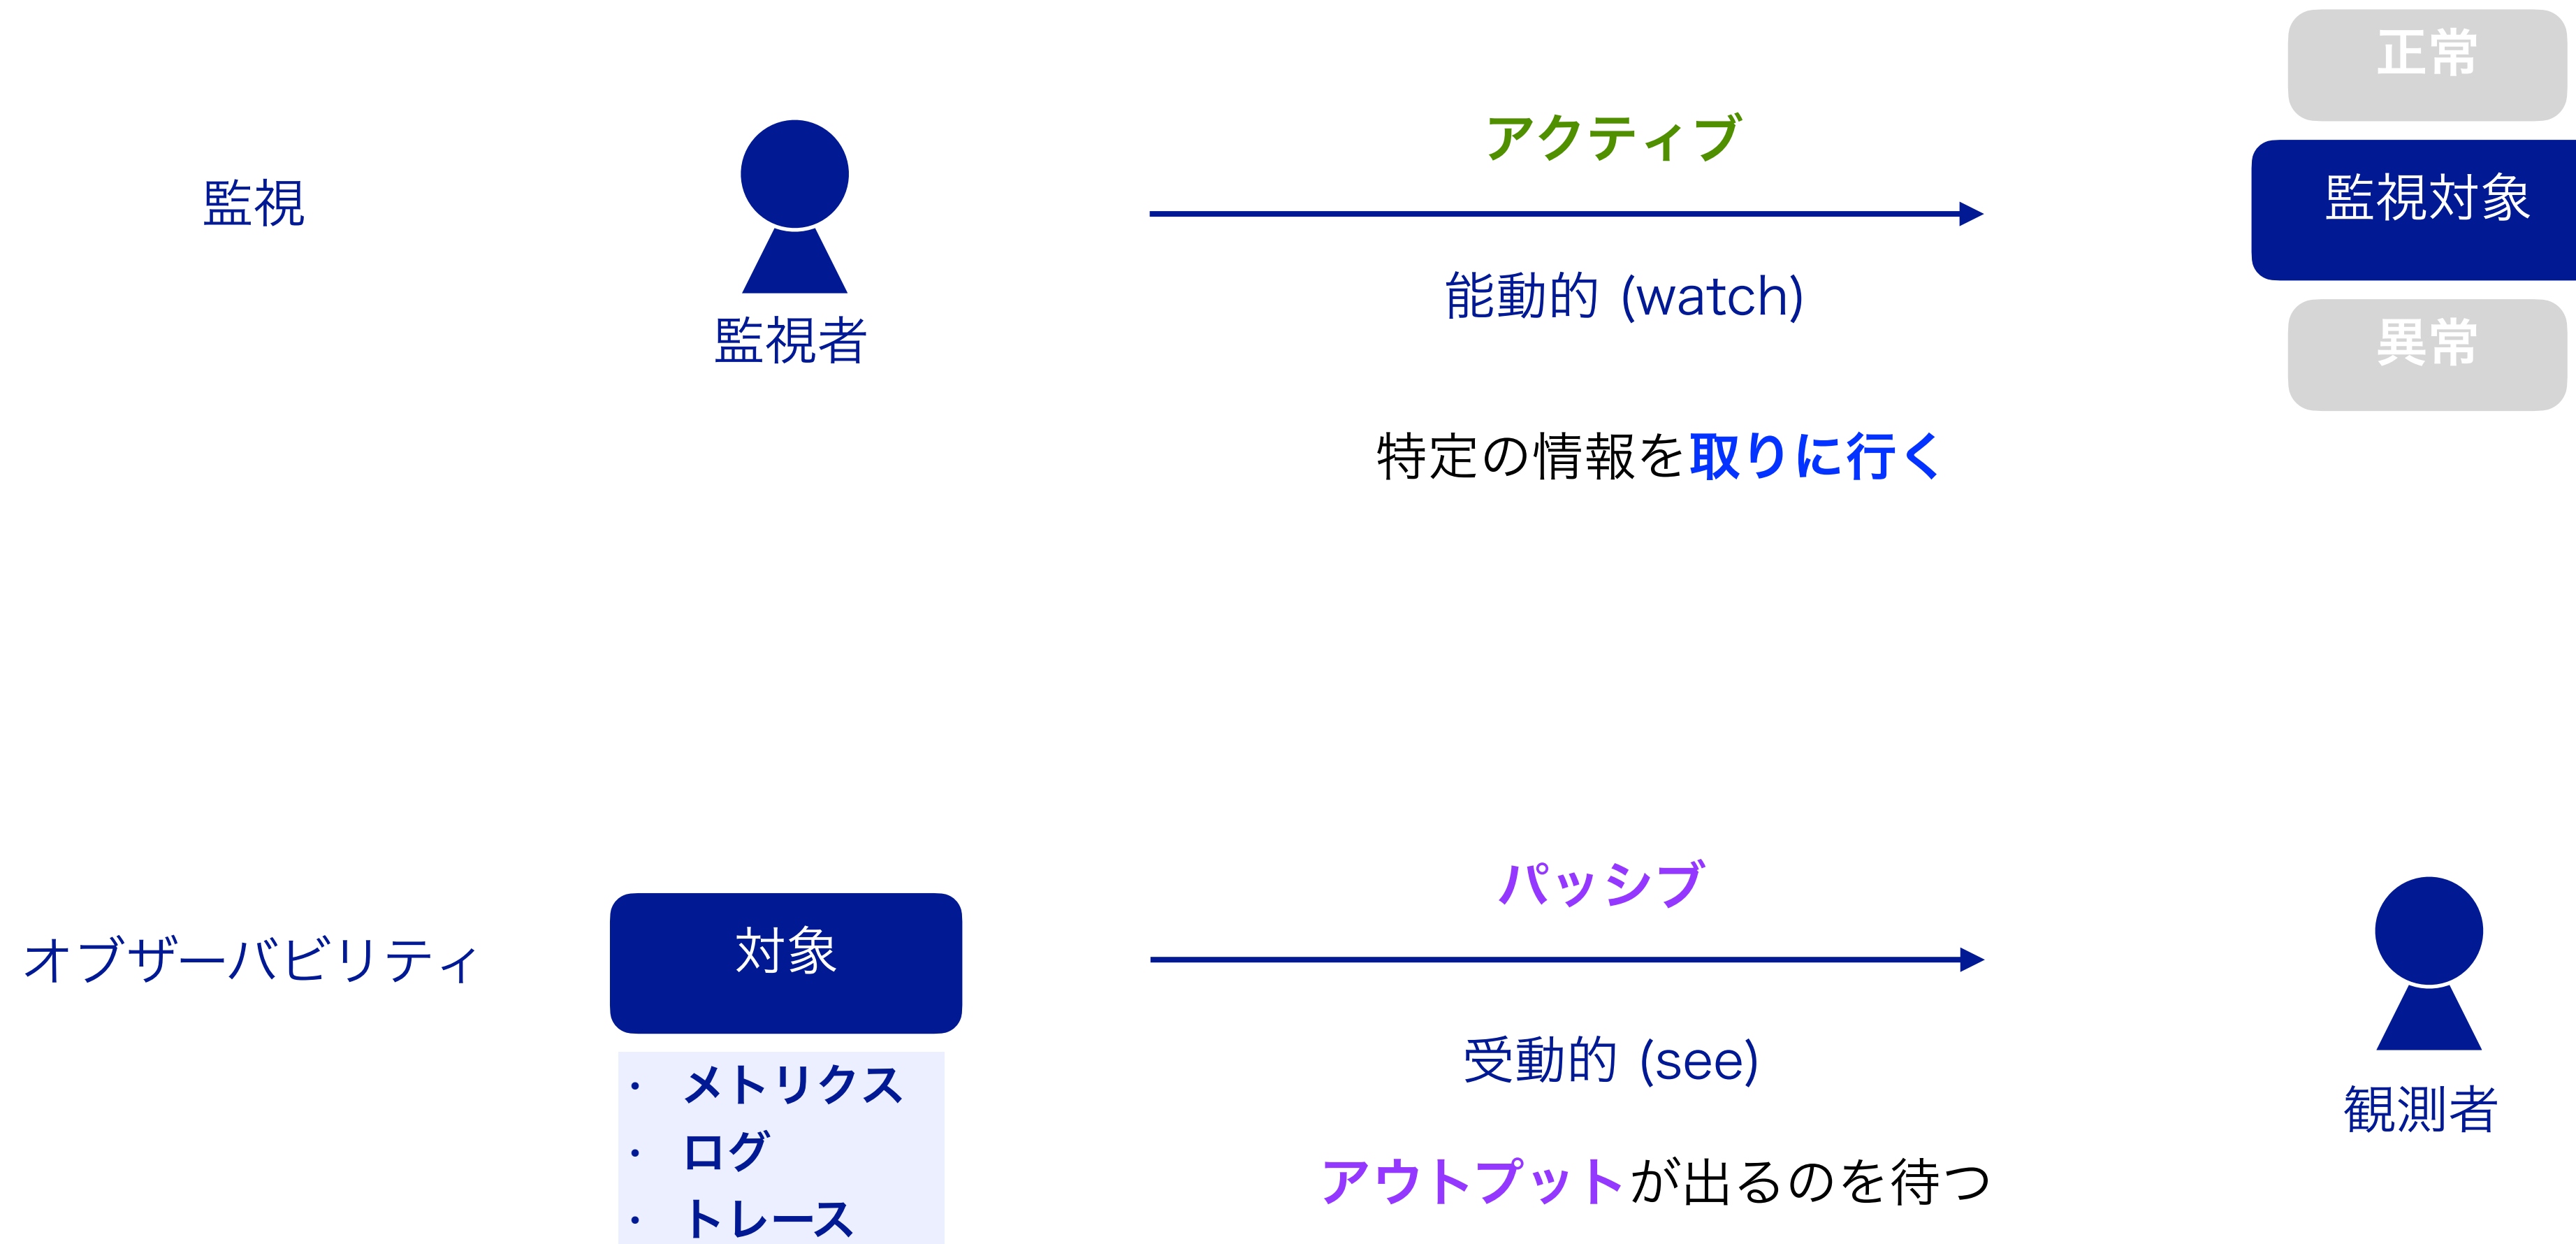 正常
アクティブ
監視
監視対象
能動的 (watch)
監視者
異常
特定の情報を取りに行く
パッシブ
オブザーバビリティ
対象
受動的 (see)
・ メトリクス
観測者
・ ログ
アウトプットが出るのを待つ
・ トレース